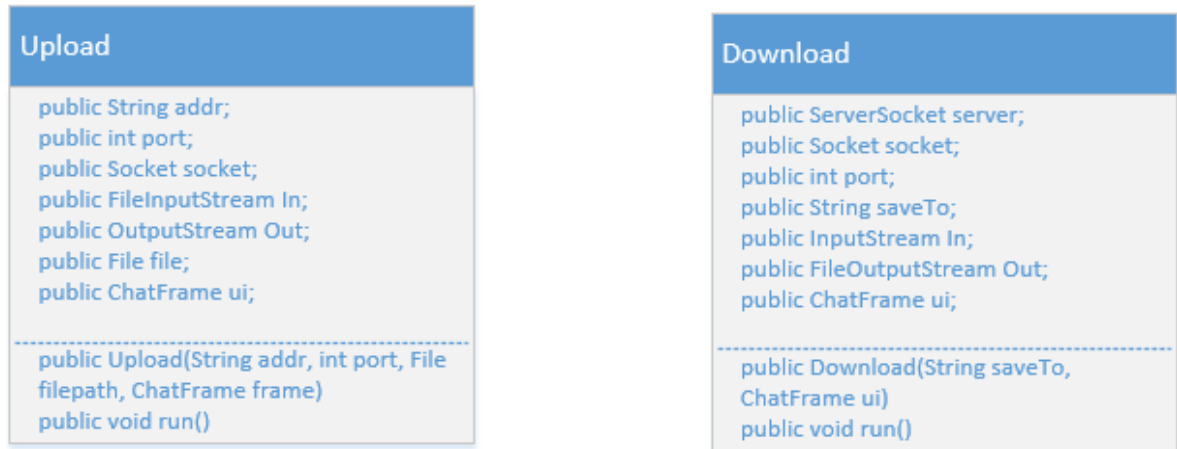 Upload
public String addr;
public int port;
public Socket socket;
public FileInputStream In;
public OutputStream Out;
public File file;
public ChatFrame ui;
public Upload(String addr, int port, File
filepath, ChatFrame frame)
public void run()
Download
public ServerSocket server;
public Socket socket;
public int port;
public String saveTo;
public InputStream In;
public FileOutputStream Out;
public ChatFrame ui;
public Download(String saveTo,
ChatFrame ui)
public void run()